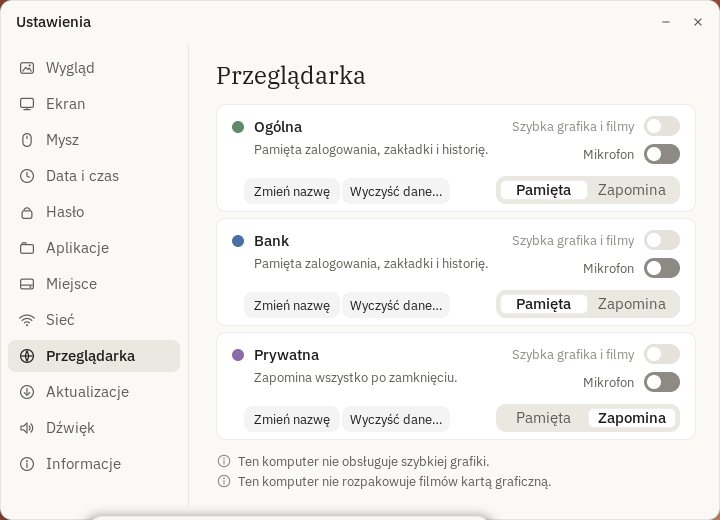 Ustawienia
Wygląd
Ekran
Mysz
Data i czas
Hasło
Aplikacje
Miejsce
Sieć
Przeglądarka
Aktualizacje
Dźwięk
Informacje
Przeglądarka
Ogólna
Szybka grafika i filmy
Pamięta zalogowania, zakładki i historię.
Mikrofon
Zmień nazwę Wyczyść dane... Pamięta Zapomina
Bank
Szybka grafika i filmy
Pamięta zalogowania, zakładki i historię.
Mikrofon
Zmień nazwę Wyczyść dane... Pamięta Zapomina
Prywatna
Szybka grafika i filmy
Zapomina wszystko po zamknięciu.
Mikrofon
Zmień nazwę Wyczyść dane... Pamięta Zapomina
Ten komputer nie obsługuje szybkiej grafiki.
Ten komputer nie rozpakowuje filmów kartą graficzną.